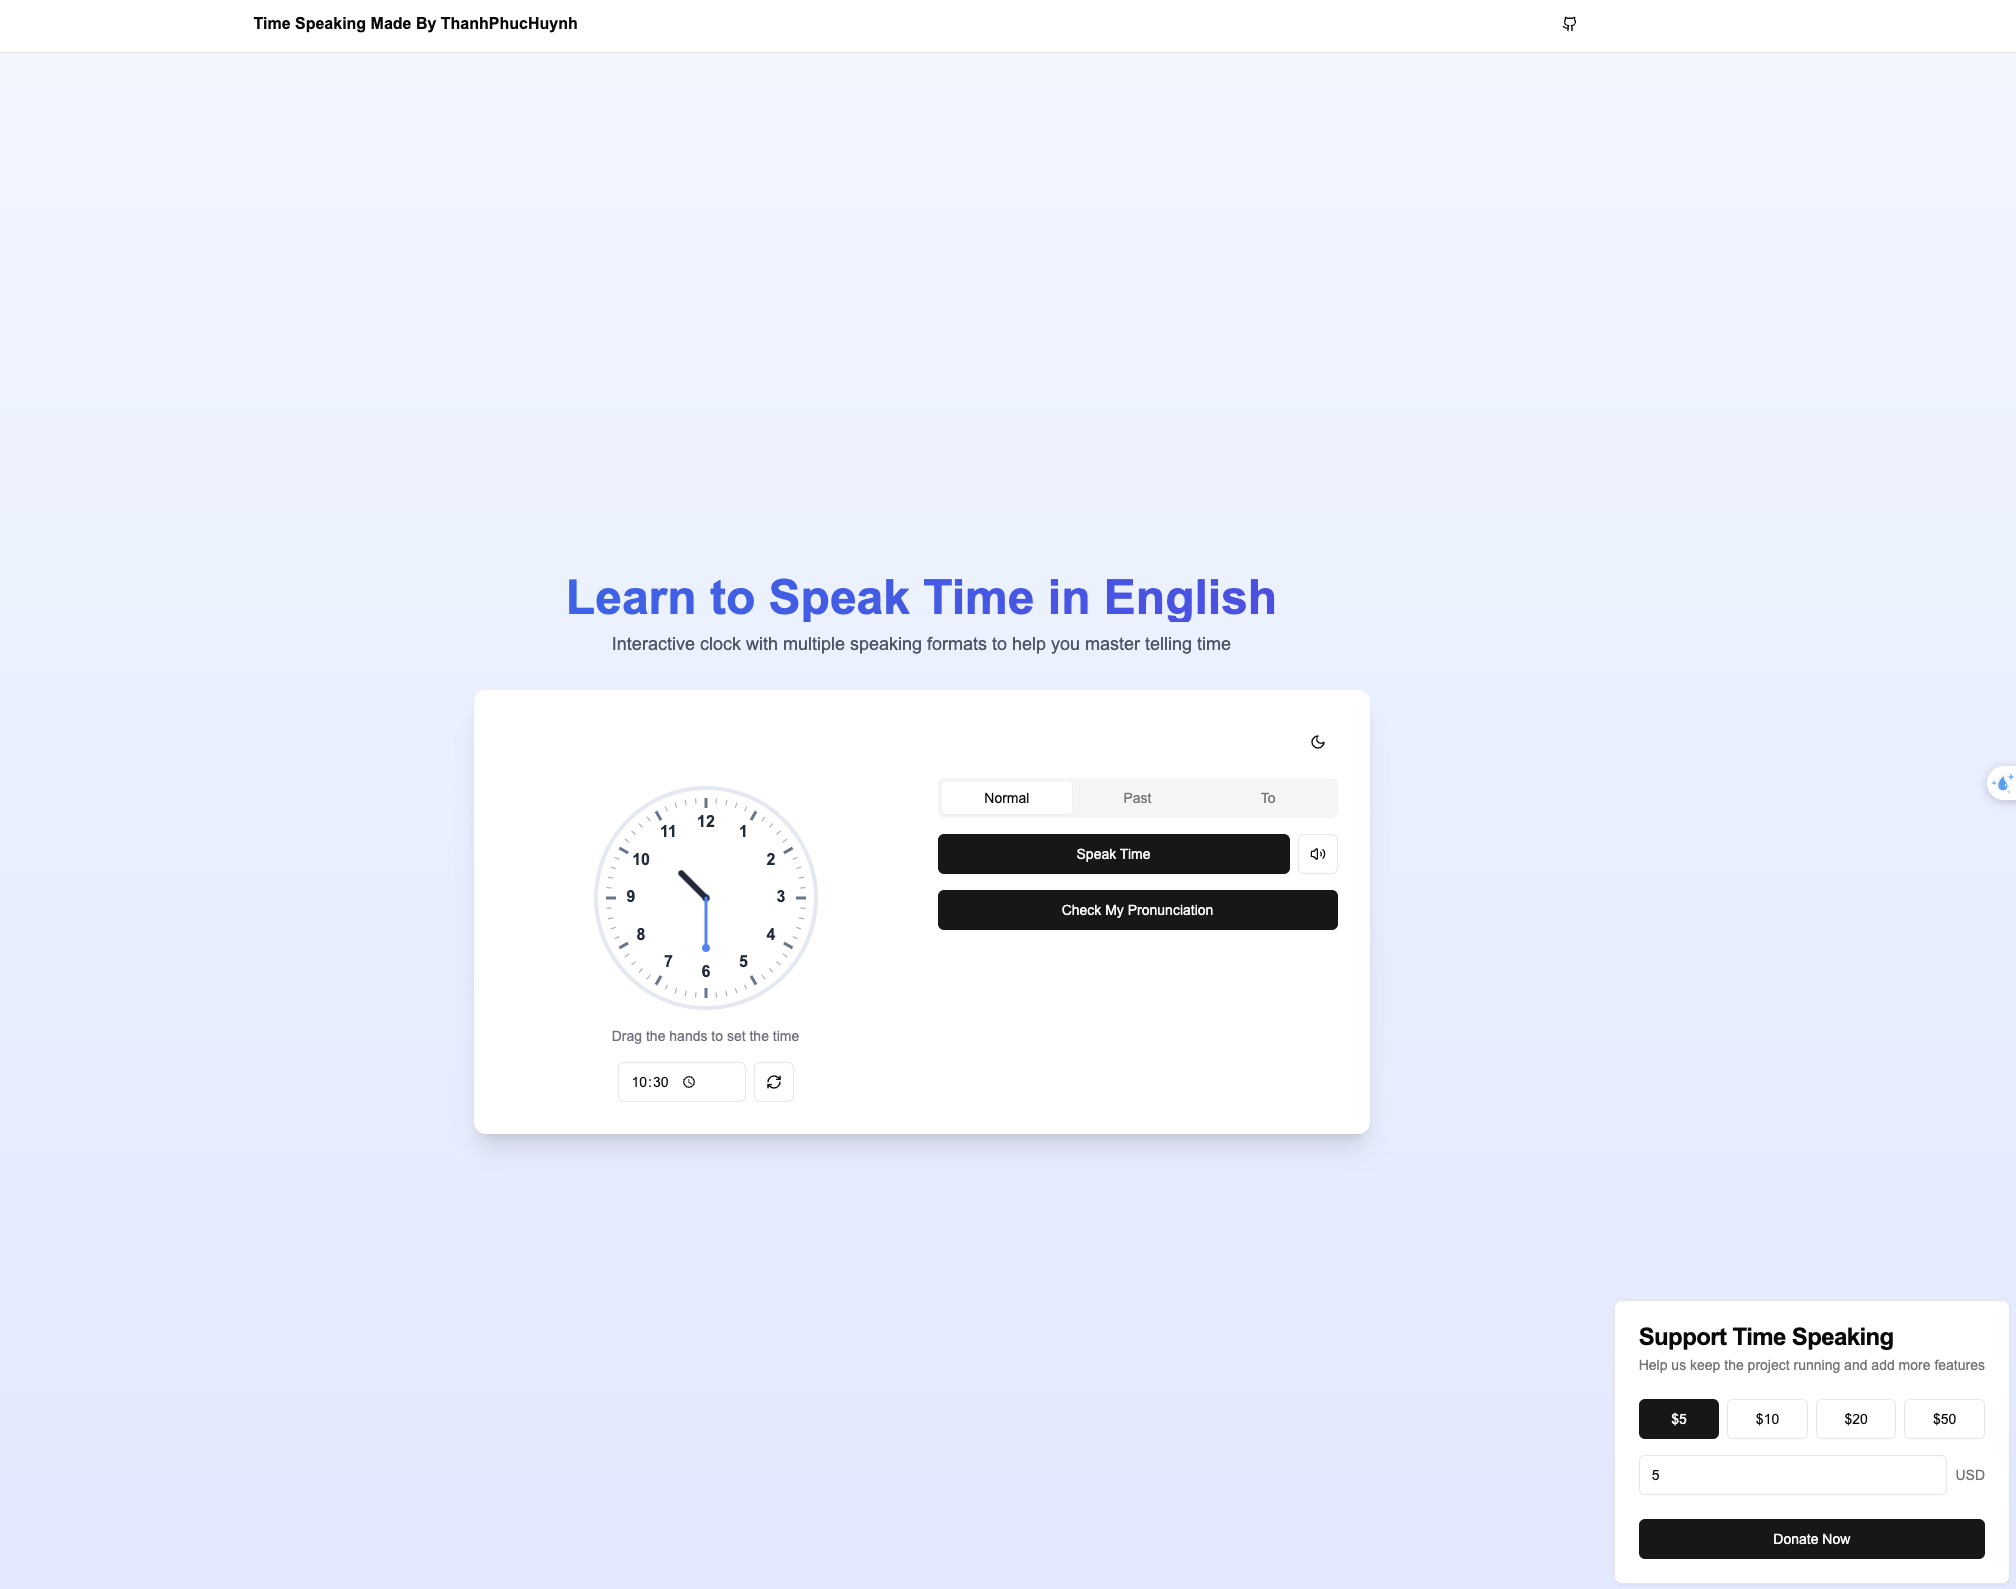 Time Speaking Made By ThanhPhucHuynh
Learn to Speak Time in English
Interactive clock with multiple speaking formats to help you master telling time
Normal Past To
Speak Time
Check My Pronunciation
12
11 1
10 2
9 3
8 4
7 5
6
Drag the hands to set the time
10:30
Support Time Speaking
Help us keep the project running and add more features
$5 $10 $20 $50
5 USD
Donate Now